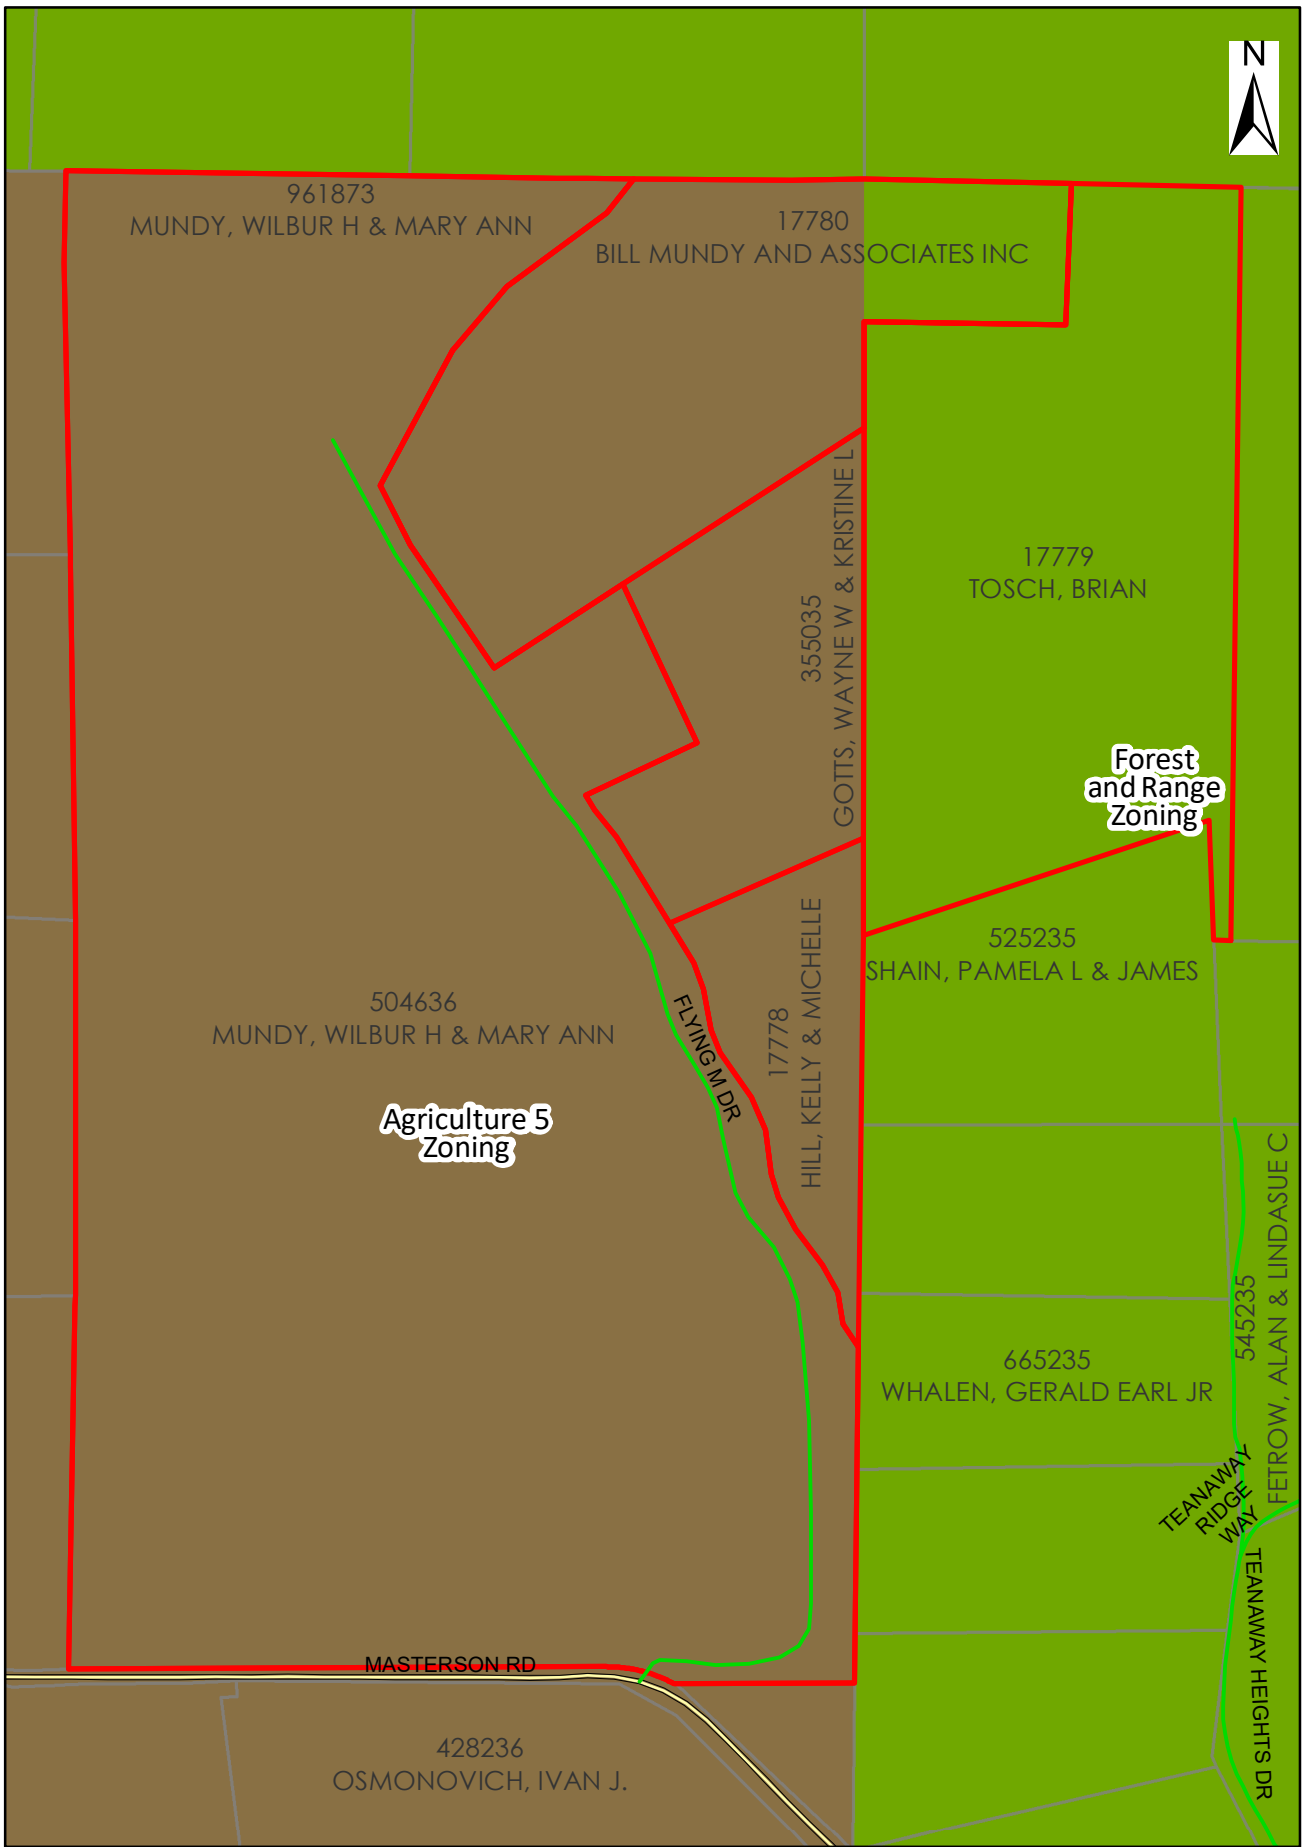 N
961873
MUNDY, WILBUR H & MARY ANN
17780
BILL MUNDY AND ASSOCIATES INC
355035
GOTTS, WAYNE W & KRISTINE L
17779
TOSCH, BRIAN
Forest
and Range
Zoning
525235
SHAIN, PAMELA L & JAMES
504636
MUNDY, WILBUR H & MARY ANN
FLYING M DR
17778
HILL, KELLY & MICHELLE
Agriculture 5
Zoning
545235
FETROW, ALAN & LINDASUE C
665235
WHALEN, GERALD EARL JR
TEANAWAY
RIDGE
WAY
TEANAWAY HEIGHTS DR
MASTERSON RD
428236
OSMONOVICH, IVAN J.